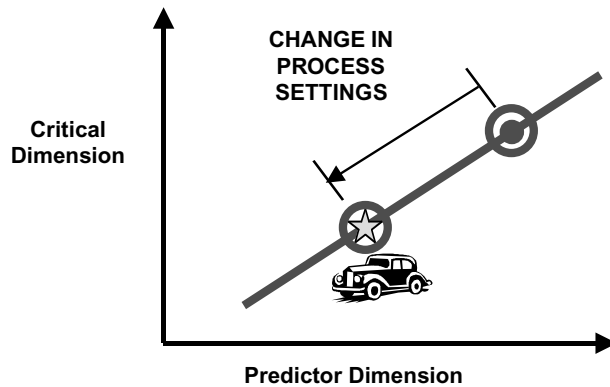 CHANGE IN
PROCESS
SETTINGS
Critical
Dimension
Predictor Dimension